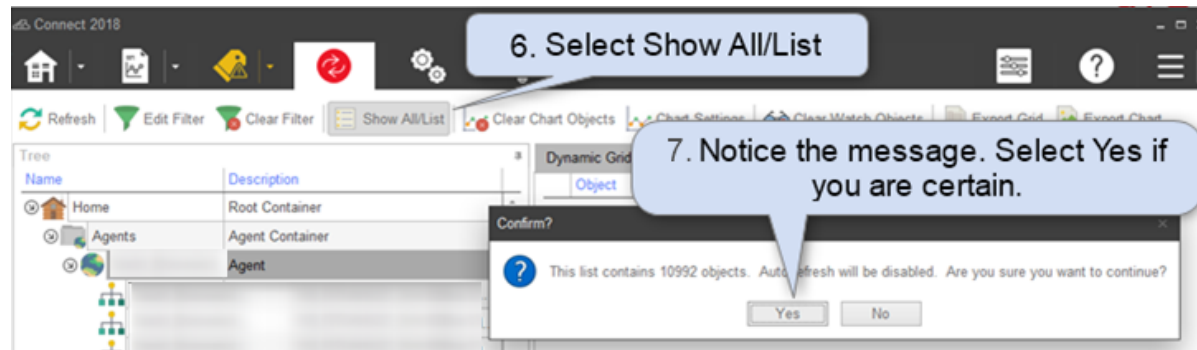 Connect 2018
6. Select Show All/List
Refresh Edit Filter Clear Filter Show All/List Clear Chart Objects Chart Settings Clear Watch Objects Export Grid Export Chart
Tree
Dynamic Grid
7. Notice the message. Select Yes if
you are certain.
Name Description
Object
Home Root Container
Agents Agent Container
Agent
Confirm?
This list contains 10992 objects. Auto refresh will be disabled. Are you sure you want to continue?
Yes No